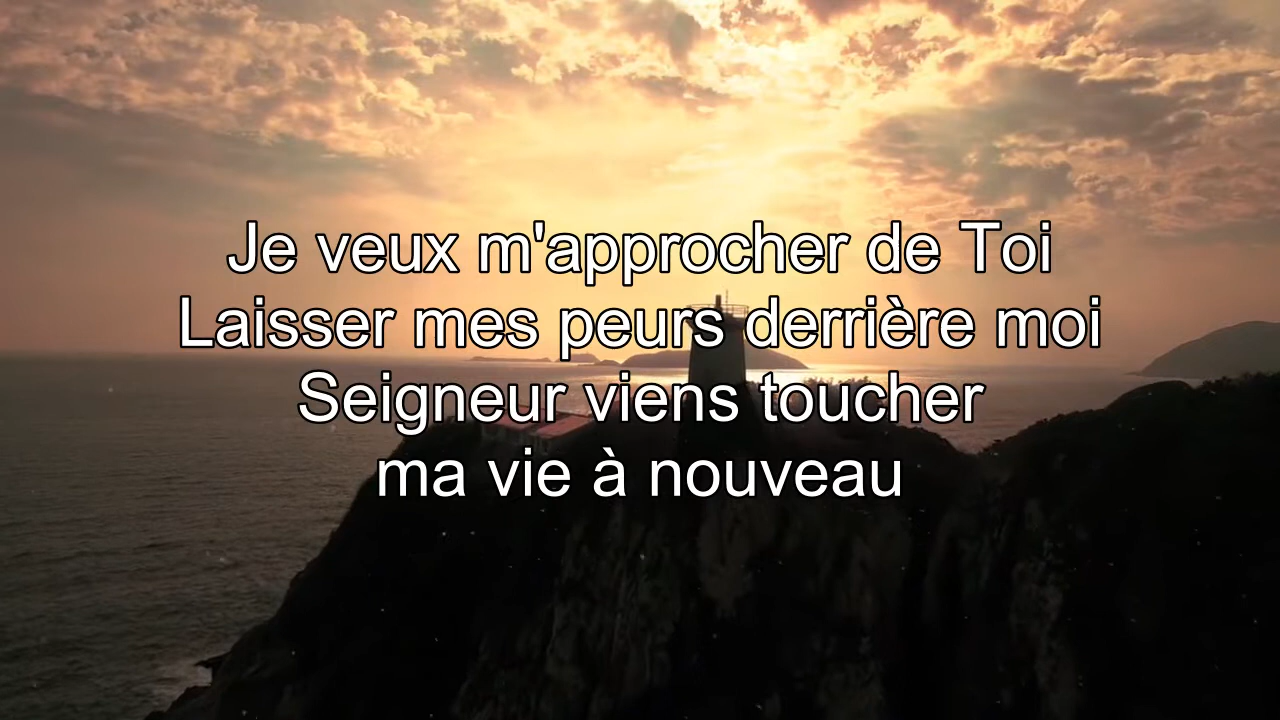 Je veux m'approcher de Toi
Laisser mes peurs derrière moi
Seigneur viens toucher
ma vie à nouveau